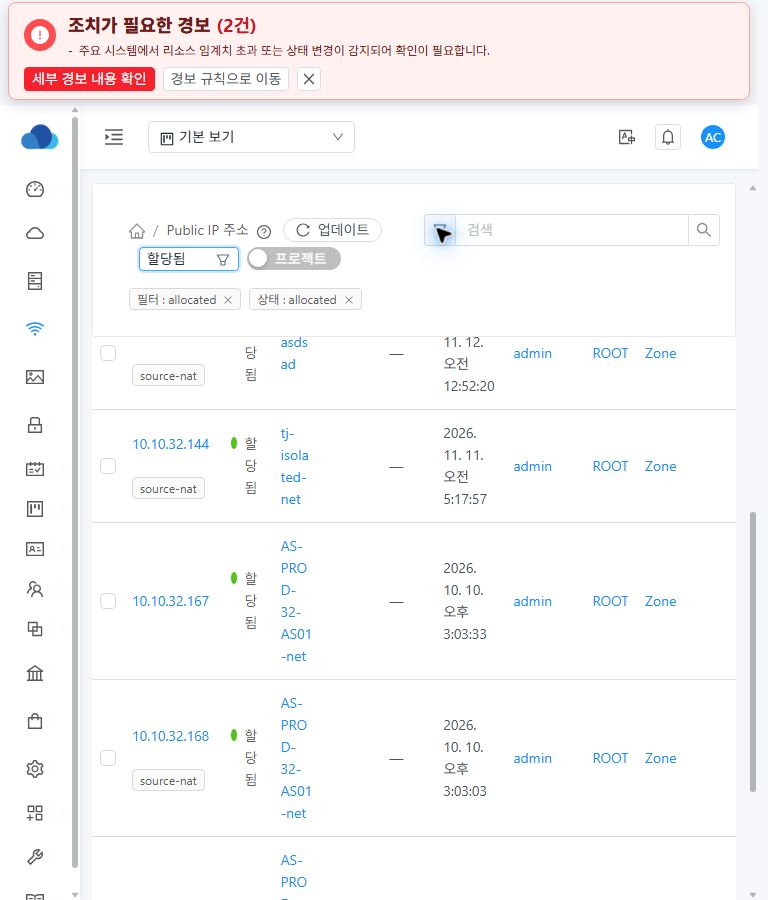 조치가 필요한 경보 (2건)
- 주요 시스템에서 리소스 임계치 초과 또는 상태 변경이 감지되어 확인이 필요합니다.
세부 경보 내용 확인
경보 규칙으로 이동
기본 보기
AC
/ Public IP 주소
업데이트
검색
할당됨
프로젝트
필터 : allocated
상태 : allocated
source-nat
당
됨
asds
ad
—
11. 12.
오전
12:52:20
admin
ROOT
Zone
10.10.32.144
source-nat
할
당
됨
tj-
isola
ted-
net
—
2026.
11. 11.
오전
5:17:57
admin
ROOT
Zone
10.10.32.167
할
당
됨
AS-
PRO
D-
32-
AS01
-net
—
2026.
10. 10.
오후
3:03:33
admin
ROOT
Zone
10.10.32.168
source-nat
할
당
됨
AS-
PRO
D-
32-
AS01
-net
—
2026.
10. 10.
오후
3:03:03
admin
ROOT
Zone
AS-
PRO